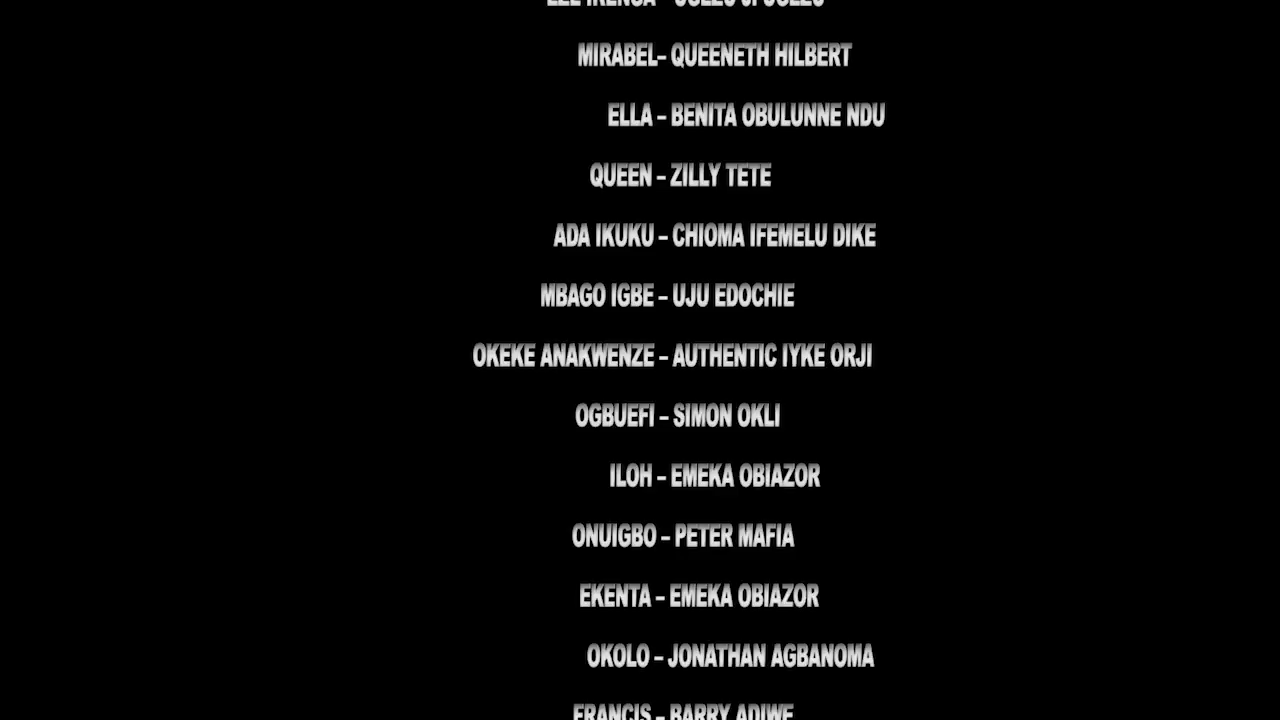 MIRABEL– QUEENETH HILBERT
ELLA – BENITA OBULUNNE NDU
QUEEN – ZILLY TETE
ADA IKUKU – CHIOMA IFEMELU DIKE
MBAGO IGBE – UJU EDOCHIE
OKEKE ANAKWENZE – AUTHENTIC IYKE ORJI
OGBUEFI – SIMON OKLI
ILOH – EMEKA OBIAZOR
ONUIGBO – PETER MAFIA
EKENTA – EMEKA OBIAZOR
OKOLO – JONATHAN AGBANOMA
FRANCIS – BARRY ADIWE